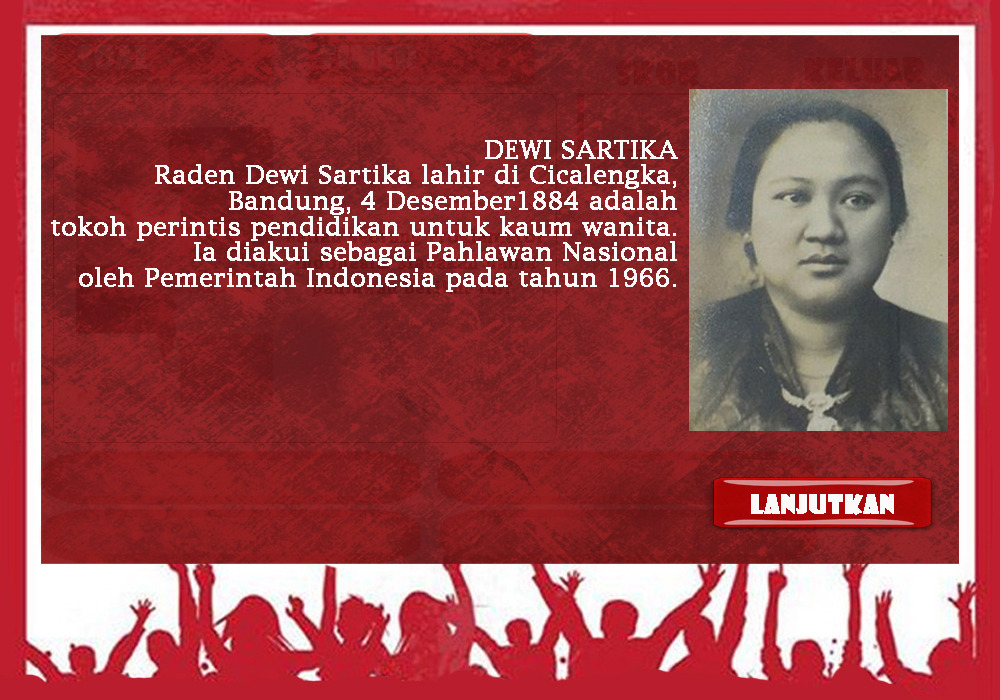 DEWI SARTIKA
Raden Dewi Sartika lahir di Cicalengka,
Bandung, 4 Desember1884 adalah
tokoh perintis pendidikan untuk kaum wanita.
Ia diakui sebagai Pahlawan Nasional
oleh Pemerintah Indonesia pada tahun 1966.
LANJUTKAN